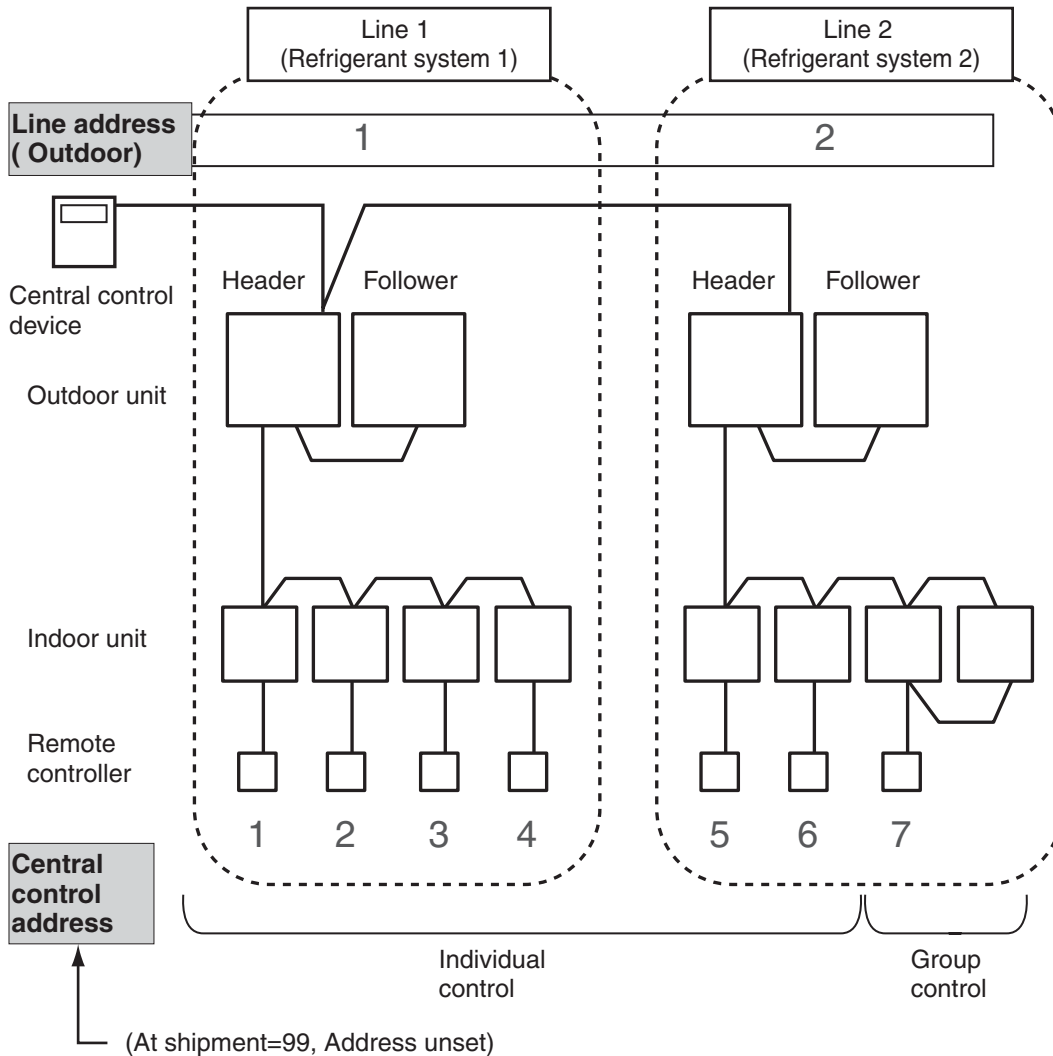 Line 1
(Refrigerant system 1)
Line 2
(Refrigerant system 2)
Line address
( Outdoor)
1
2
Central control
device
Header
Follower
Header
Follower
Outdoor unit
Indoor unit
Remote
controller
1
2
3
4
5
6
7
Central
control
address
Individual
control
Group
control
(At shipment=99, Address unset)